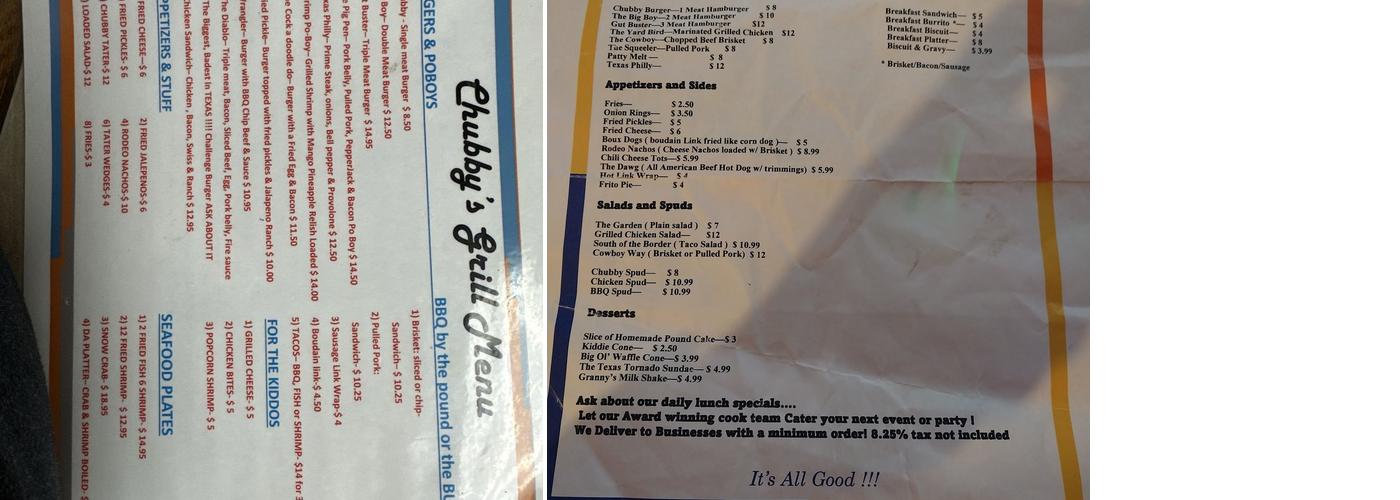 Chubby's Grill Menu
GERS & POBOYS
bby - Single meat Burger $ 8.50
Boy- Double Meat Burger $ 12.50
t buster- Triple Meat Burger $ 14.95
e Pig Pen- Pork Belly, Pulled Pork, PepperJack & Bacon Po Boy $ 14.50
xas Philly- Prime Steak, onions, Bell pepper & Provolone $ 12.50
rimp Po-Boy- Grilled Shrimp with Mango Pineapple Relish Loaded $ 14.00
e Cock a doodle do- Burger with a Fried Egg & Bacon $ 11.50
ied Pickle- Burger topped with fried pickles & Jalapeno Ranch $ 10.00
rangler- Burger with BBQ Chip Beef & Sauce $ 10.95
The Diablo- Triple meat, Bacon, Sliced Beef, Egg, Pork belly, Fire sauce
The Biggest, badest in TEXAS !!!! Challenge Burger ASK ABOUT IT
Chicken Sandwich- Chicken, Bacon, Swiss & Ranch $ 12.95
PPETIZERS & STUFF
FRIED CHEESE- $ 6
2) FRIED JALEPENOS-$ 6
FRIED PICKLES- $ 6
4) RODEO NACHOS-$ 10
CHUBBY TATER-$ 12
6) TATER WEDGES-$ 4
) LOADED SALAD-$ 12
8) FRIES-$ 3
BBQ by the pound or the BU
1) Brisket: sliced or chip-
Sandwich- $ 10.25
2) Pulled Pork:
Sandwich- $ 10.25
3) Sausage Link Wrap-$ 4
4) Boudain link-$ 4.50
5) TACOS- BBQ, FISH or SHRIMP- $14 for 3
FOR THE KIDDOS
1) GRILLED CHEESE- $ 5
2) CHICKEN BITES- $ 5
3) POPCORN SHRIMP- $ 5
SEAFOOD PLATES
1) 2 FRIED FISH 6 SHRIMP- $ 14.95
2) 12 FRIED SHRIMP- $ 12.95
3) SNOW CRAB- $ 18.95
4) DA PLATTER- CRAB & SHRIMP BOILED- $
Chubby Burger—1 Meat Hamburger $ 8
The Big Boy—2 Meat Hamburger $ 10
Gut Buster—3 Meat Hamburger $12
The Yard Bird—Marinated Grilled Chicken $12
The Cowboy—Chopped Beef Brisket $ 8
Tae Squeeler—Pulled Pork $ 8
Patty Melt— $ 8
Texas Philly— $ 12
Breakfast Sandwich— $ 5
Breakfast Burrito *— $ 4
Breakfast Biscuit— $ 4
Breakfast Platter— $ 8
Biscuit & Gravy— $ 3.99
* Brisket/Bacon/Sausage
Appetizers and Sides
Fries— $ 2.50
Onion Rings— $ 3.50
Fried Pickles— $ 5
Fried Cheese— $ 6
Boux Dogs ( boudain Link fried like corn dog )— $ 5
Rodeo Nachos ( Cheese Nachos loaded w/ Brisket ) $ 8.99
Chili Cheese Tots—$ 5.99
The Dawg ( All American Beef Hot Dog w/ trimmings) $ 5.99
Hot Link Wrap— $ 4
Frito Pie— $ 4
Salads and Spuds
The Garden ( Plain salad ) $ 7
Grilled Chicken Salad— $12
South of the Border ( Taco Salad ) $ 10.99
Cowboy Way ( Brisket or Pulled Pork) $ 12
Chubby Spud— $ 8
Chicken Spud— $ 10.99
BBQ Spud— $ 10.99
Desserts
Slice of Homemade Pound Cake—$ 3
Kiddie Cone— $ 2.50
Big Ol' Waffle Cone—$ 3.99
The Texas Tornado Sundae—$ 4.99
Granny's Milk Shake—$ 4.99
Ask about our daily lunch specials....
Let our Award winning cook team Cater your next event or party !
We Deliver to Businesses with a minimum order! 8.25% tax not included
It's All Good !!!